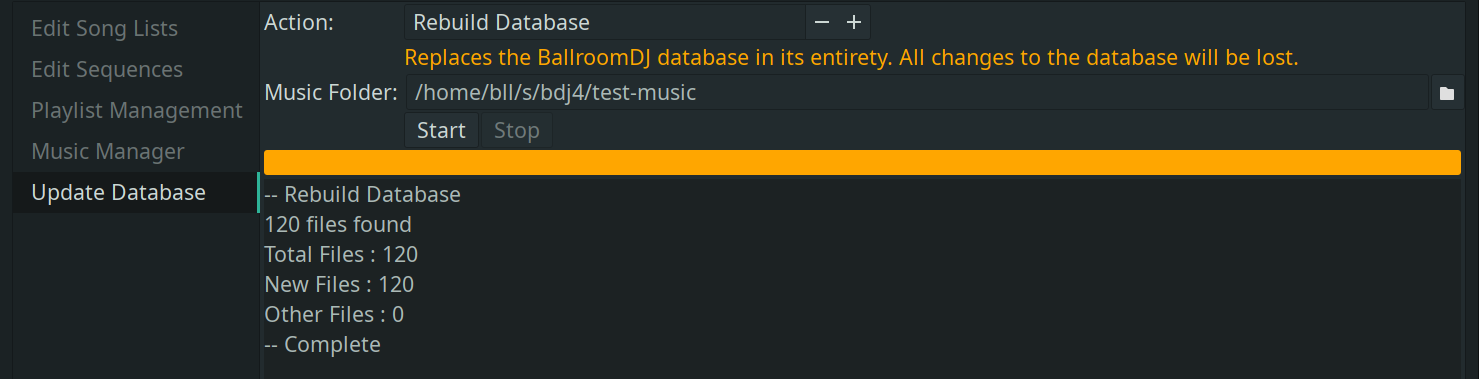 Edit Song Lists
Edit Sequences
Playlist Management
Music Manager
Update Database
Action: Rebuild Database
Replaces the BallroomDJ database in its entirety. All changes to the database will be lost.
Music Folder: /home/bll/s/bdj4/test-music
Start Stop
-- Rebuild Database
120 files found
Total Files : 120
New Files : 120
Other Files : 0
-- Complete